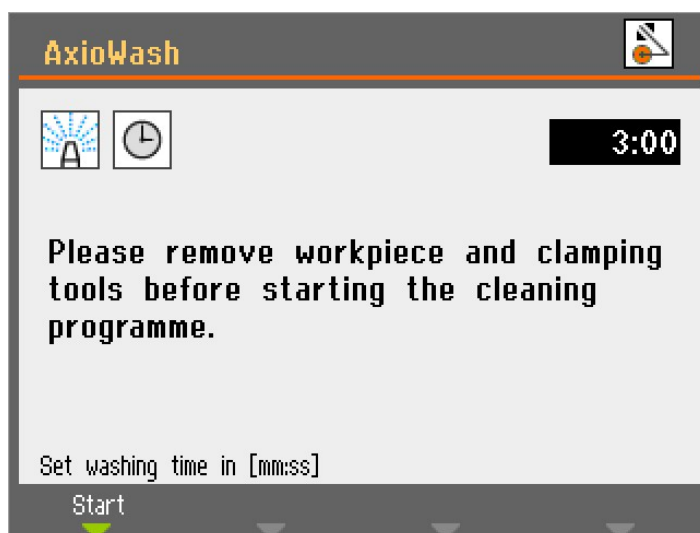 AxioWash
3:00
Please remove workpiece and clamping
tools before starting the cleaning
programme.
Set washing time in [mm:ss]
Start